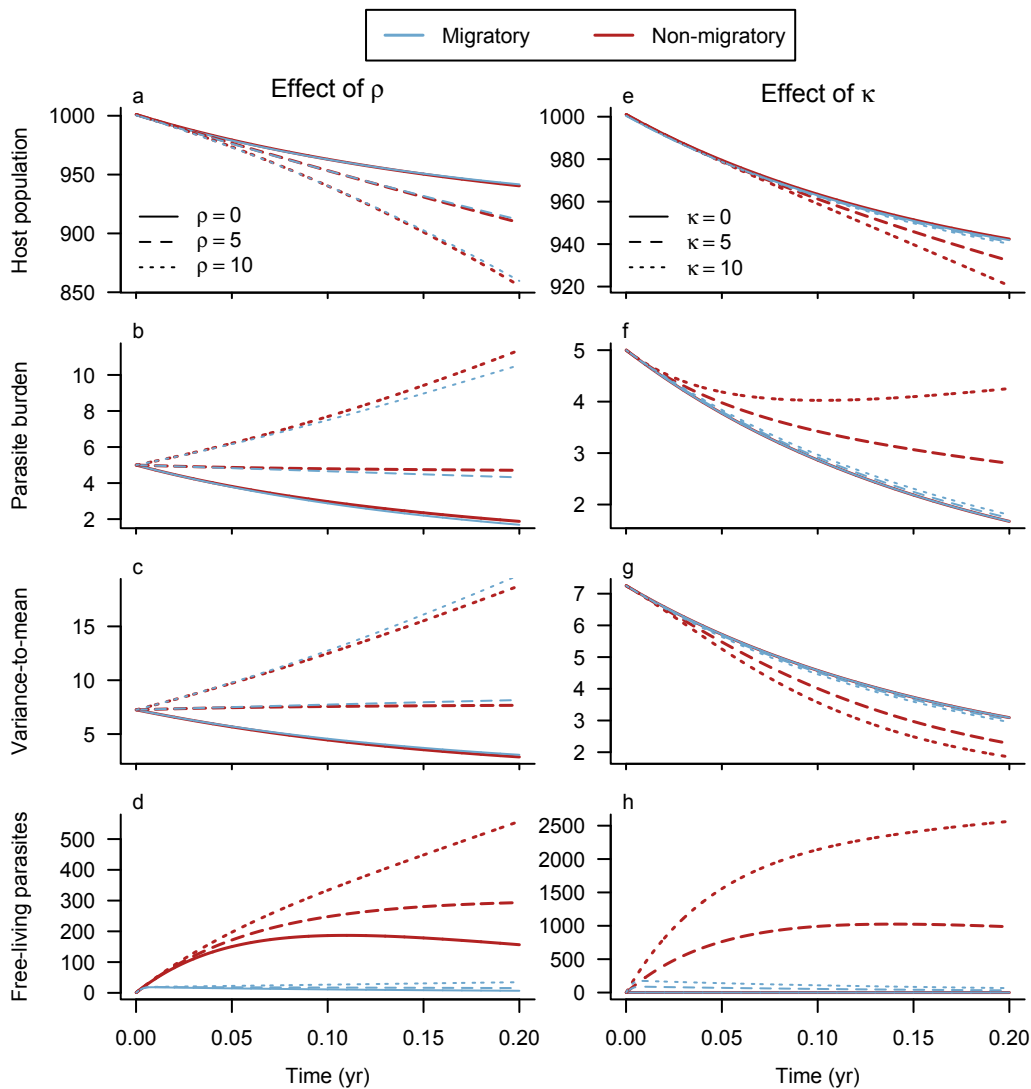 Migratory
Non-migratory
Effect of ρ
Effect of κ
a
Host population
1000
950
900
850
ρ = 0
ρ = 5
ρ = 10
e
1000
980
960
940
920
κ = 0
κ = 5
κ = 10
b
Parasite burden
10
8
6
4
2
f
5
4
3
2
c
Variance-to-mean
15
10
5
g
7
6
5
4
3
2
d
Free-living parasites
500
400
300
200
100
0
h
2500
2000
1500
1000
500
0
0.00 0.05 0.10 0.15 0.20
0.00 0.05 0.10 0.15 0.20
Time (yr)
Time (yr)